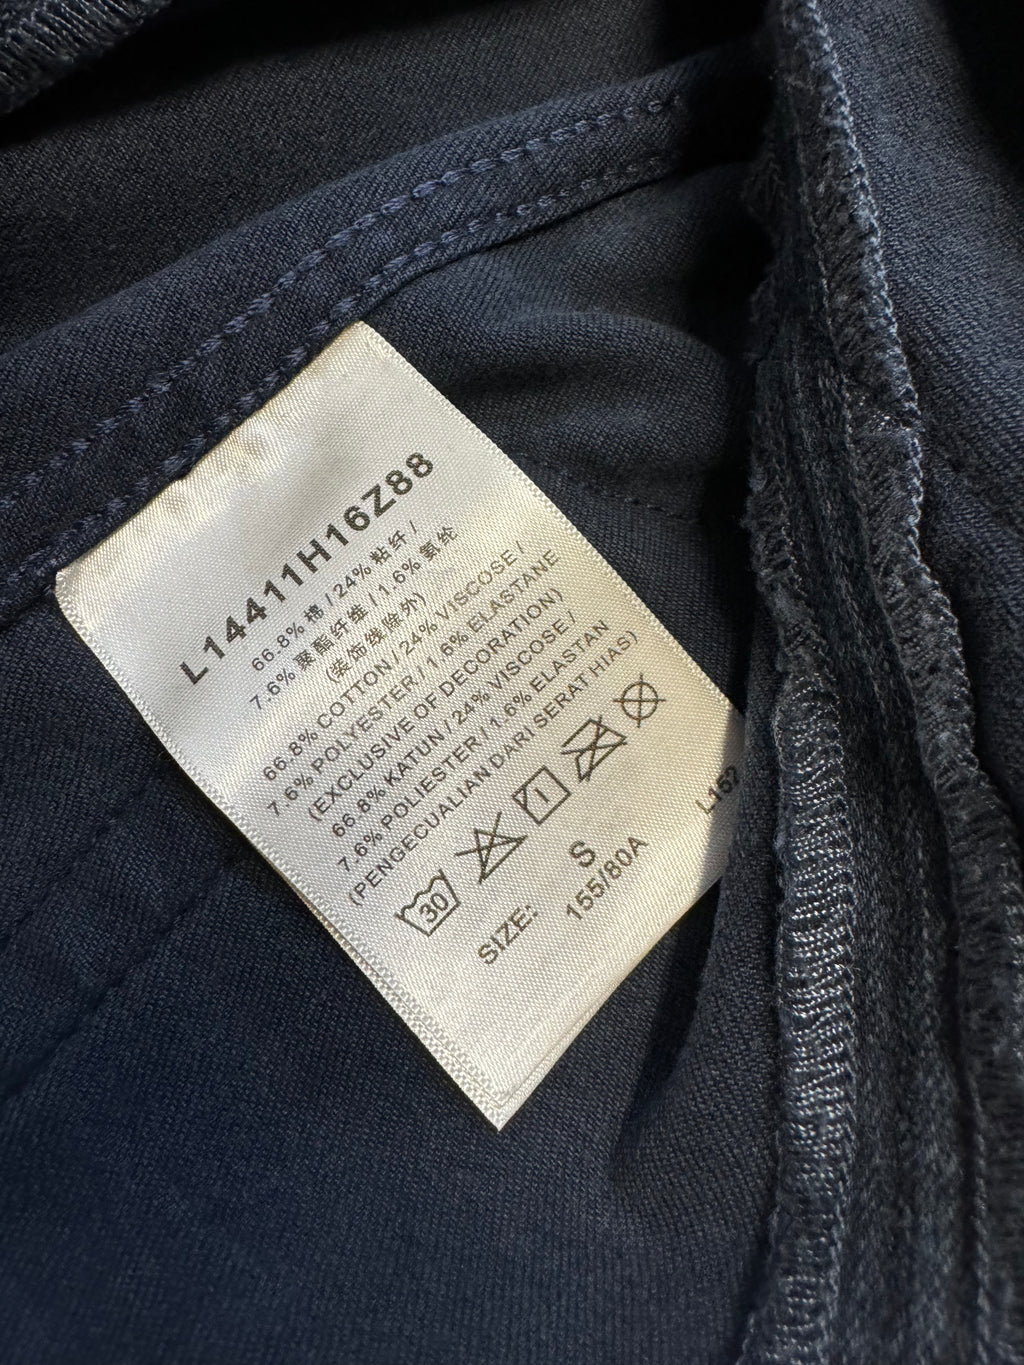 L14411H16Z88
66.8% 棉 / 24% 粘纤 /
7.6% 聚酯纤维 / 1.6% 氨纶
(装饰线除外)
66.8% COTTON / 24% VISCOSE /
7.6% POLYESTER / 1.6% ELASTANE
(EXCLUSIVE OF DECORATION)
66.8% KATUN / 24% VISCOSE /
7.6% POLIESTER / 1.6% ELASTAN
(PENGECUALIAN DARI SERAT HIAS)
30
SIZE: S
155/80A
L152